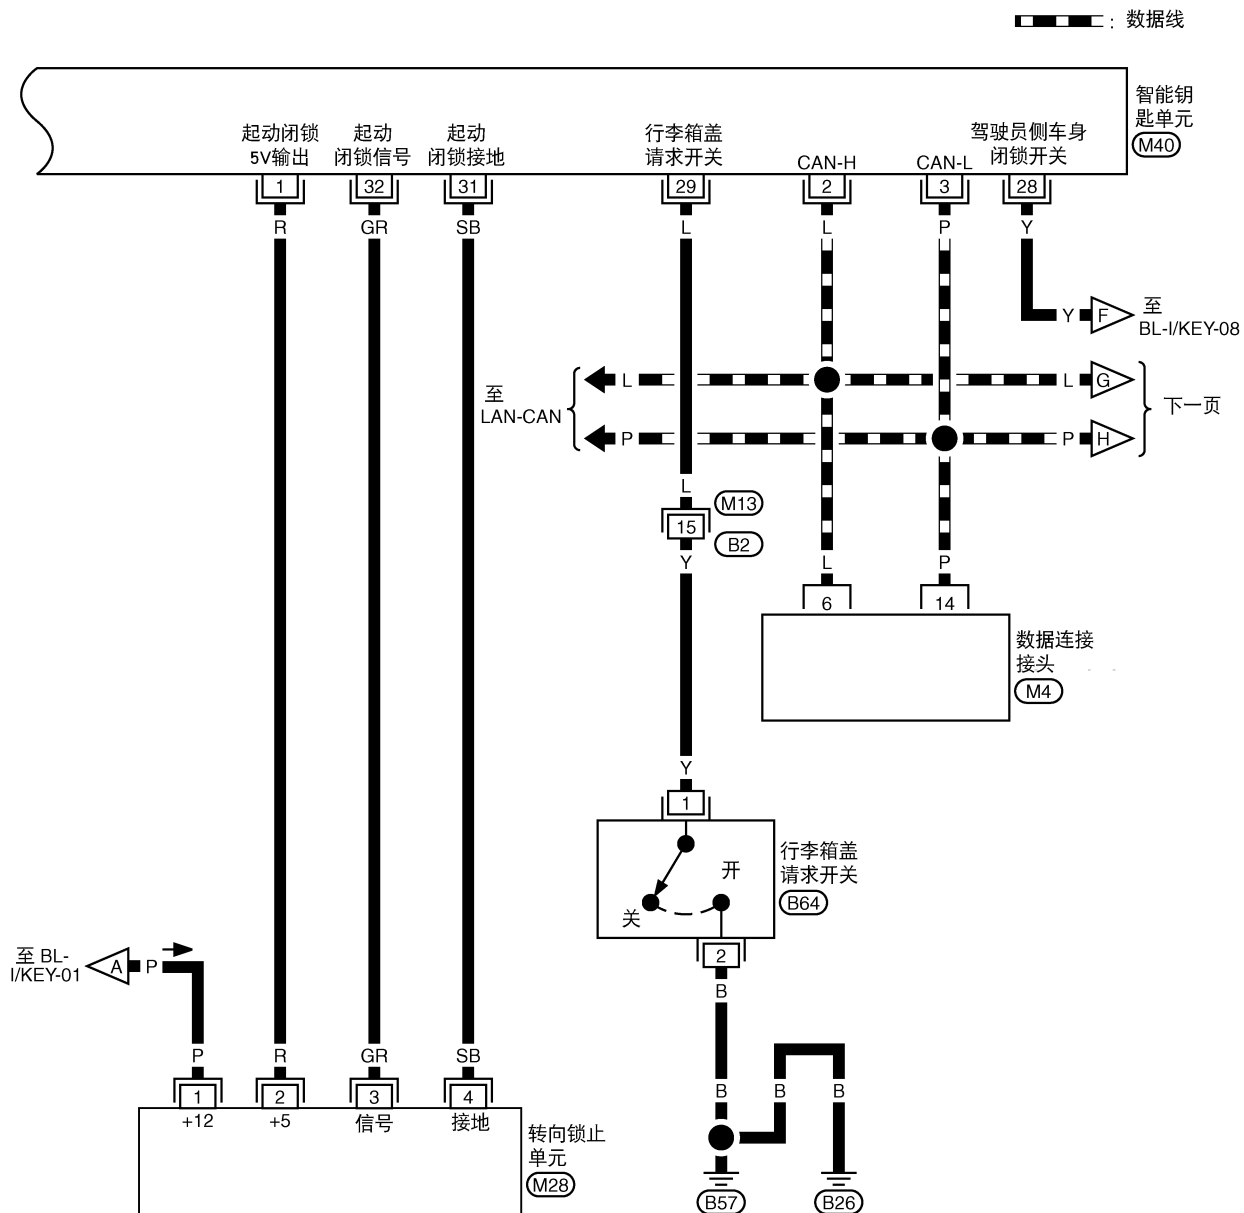 : 数据线
智能钥
匙单元
M40
起动闭锁
5V输出
起动
闭锁信号
起动
闭锁接地
行李箱盖
请求开关
CAN-H
CAN-L
驾驶员侧车身
闭锁开关
1
32
31
29
2
3
28
R
GR
SB
L
L
P
Y
Y
F
至
BL-I/KEY-08
至
LAN-CAN
L
L
G
P
P
H
下一页
L
M13
15
B2
Y
L
P
6
14
数据连接
接头
M4
Y
1
开
关
行李箱盖
请求开关
B64
2
B
至 BL-
I/KEY-01
A
P
P
R
GR
SB
B
B
B
1
2
3
4
+12
+5
信号
接地
转向锁止
单元
M28
B57
B26